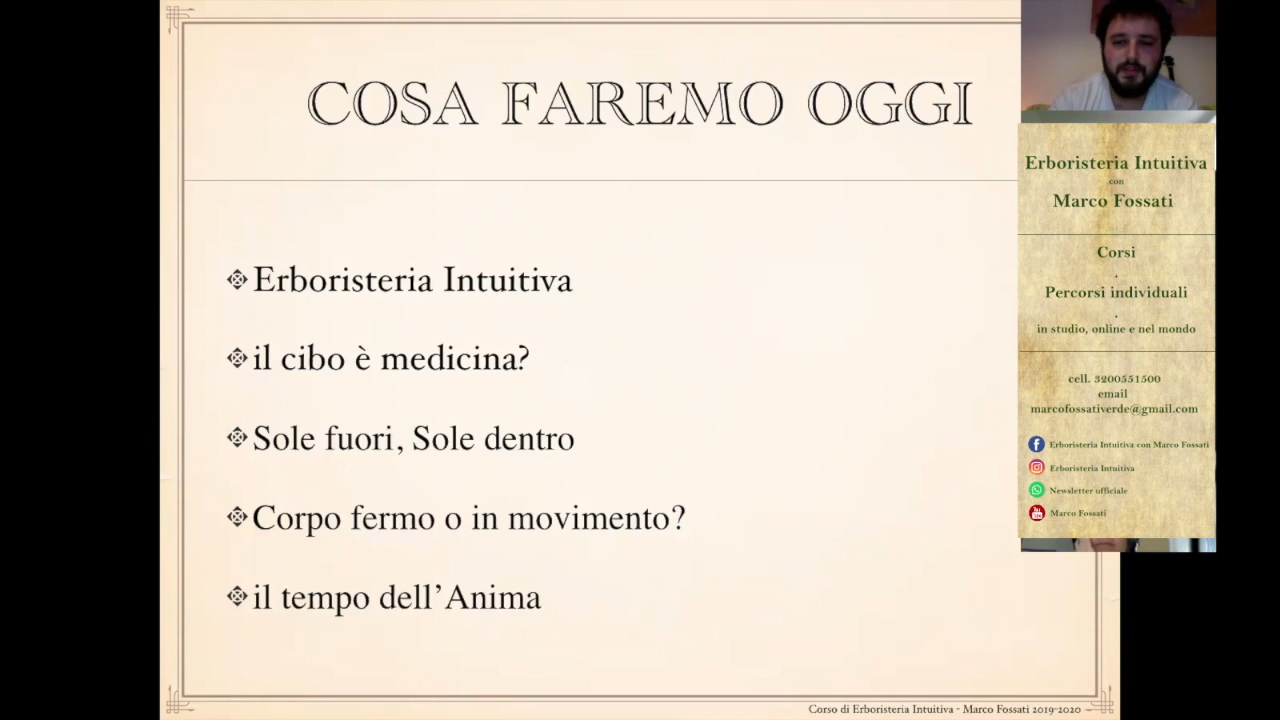 COSA FAREMO OGGI
Erboristeria Intuitiva
il cibo è medicina?
Sole fuori, Sole dentro
Corpo fermo o in movimento?
il tempo dell'Anima
Corso di Erboristeria Intuitiva - Marco Fossati 2019-2020
Erboristeria Intuitiva
con
Marco Fossati
Corsi
.
Percorsi individuali
.
in studio, online e nel mondo
cell. 3200551500
email
marcofossativerde@gmail.com
Erboristeria Intuitiva con Marco Fossati
Erboristeria Intuitiva
Newsletter ufficiale
Marco Fossati